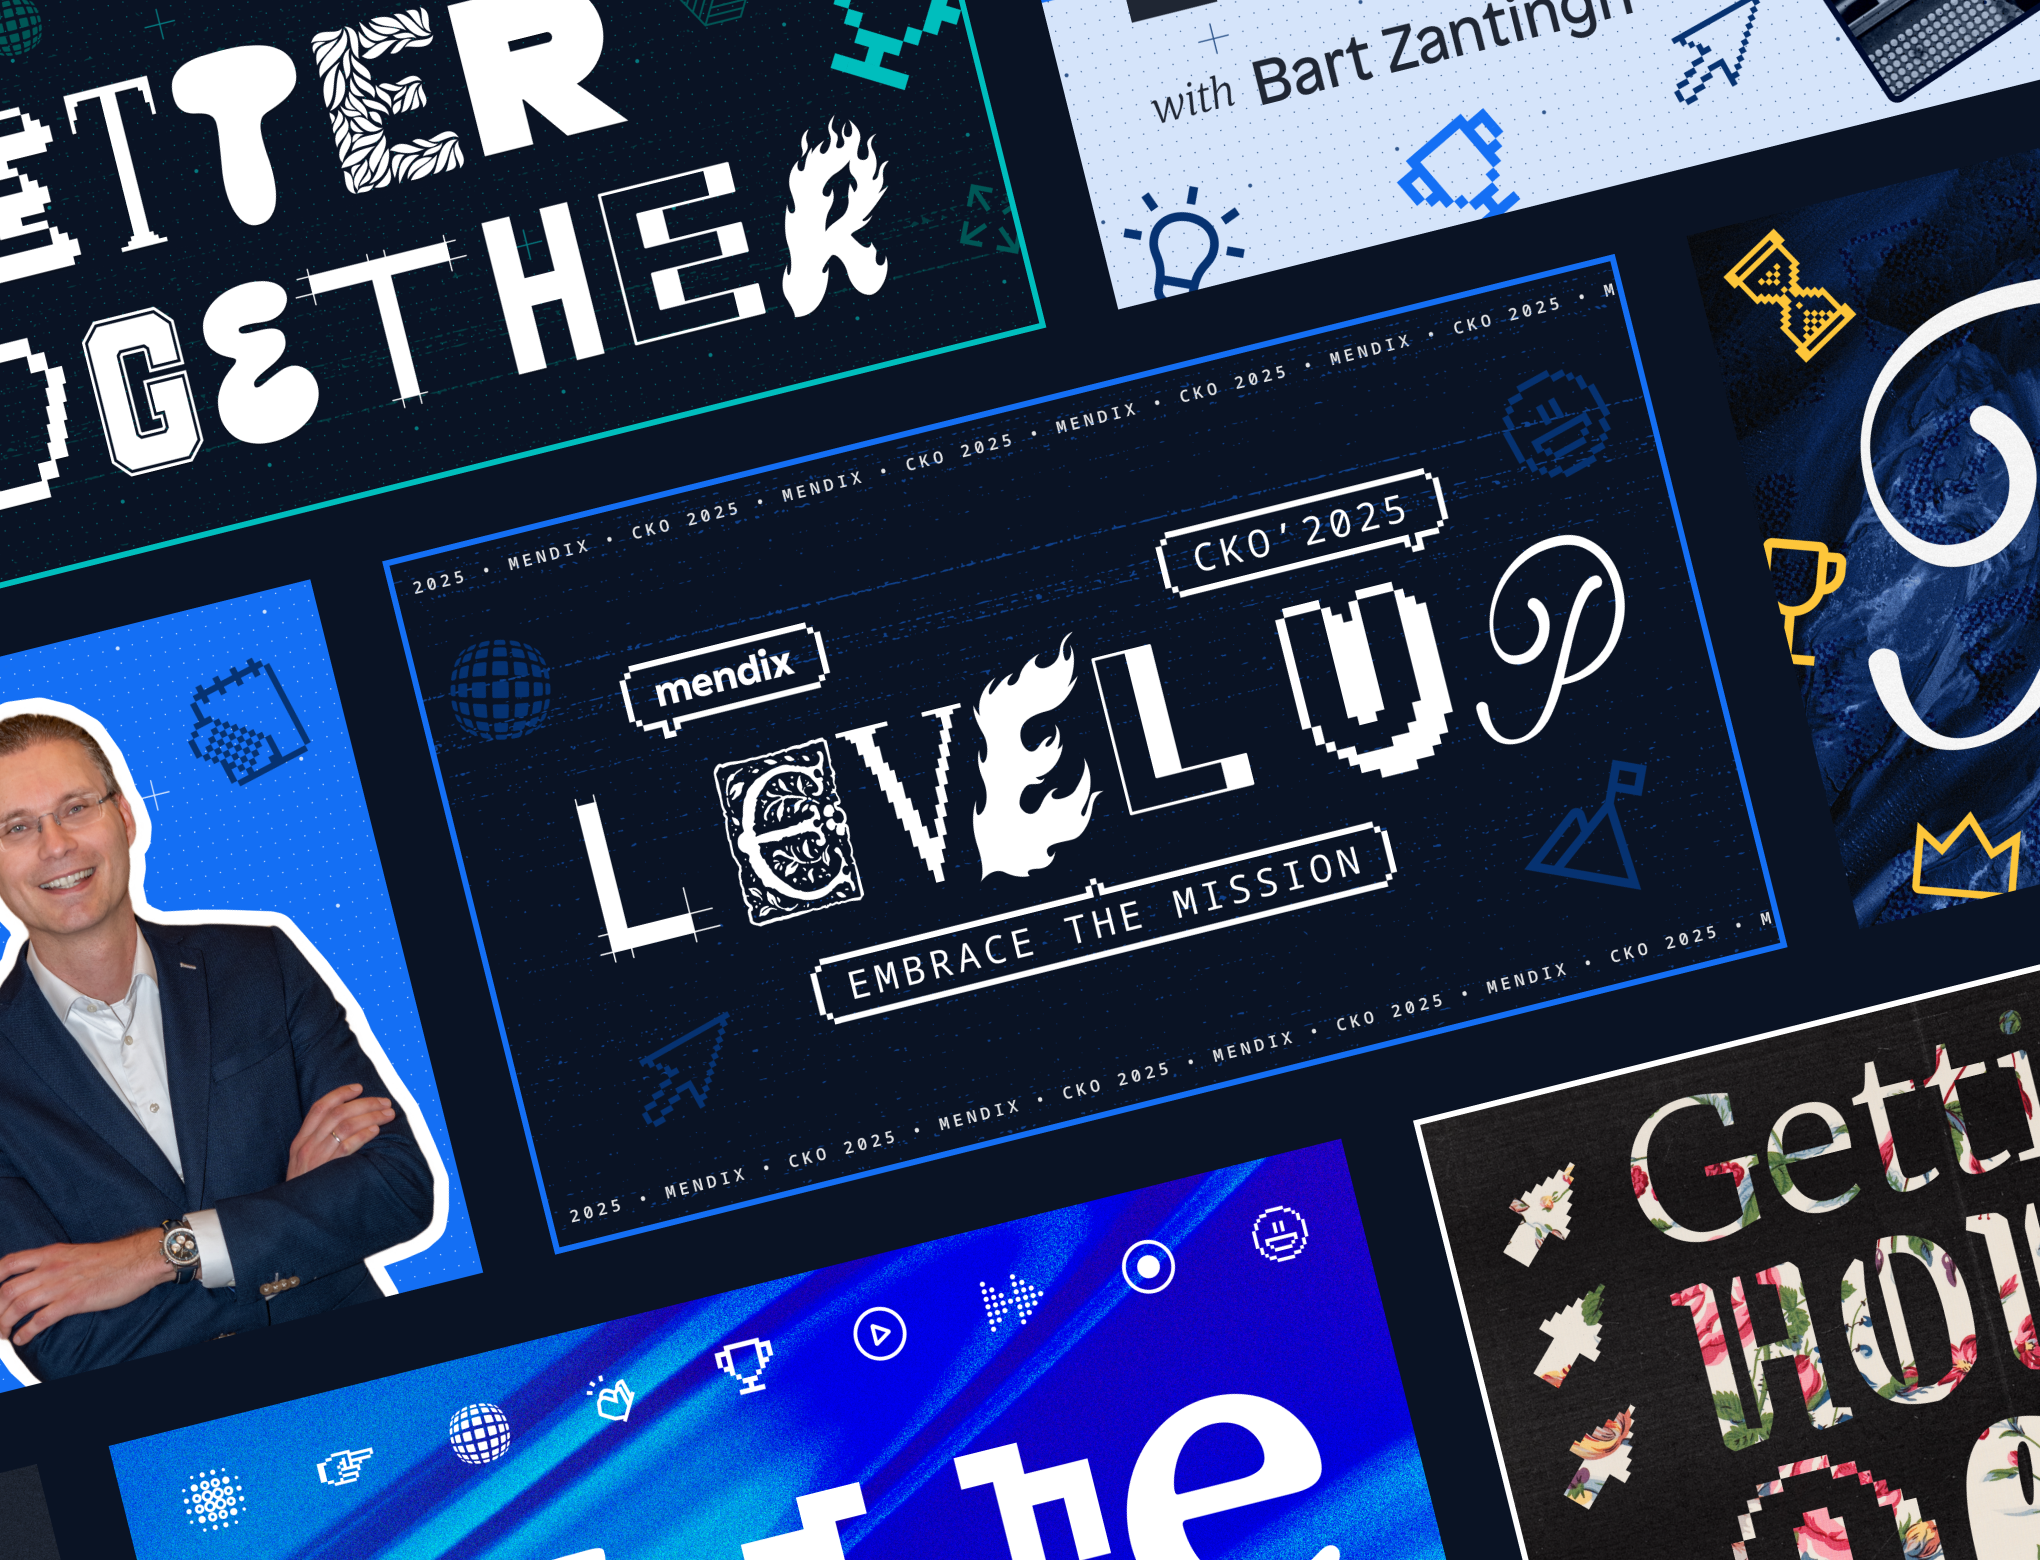 ETTER
OGETHER
with Bart Zantingh
2025 • MENDIX • CKO 2025 • MENDIX • CKO 2025 • MENDIX • CKO 2025 • MENDIX • CKO 2025 • M
CKO'2025
mendix
LEVEL UP
EMBRACE THE MISSION
2025 • MENDIX • CKO 2025 • MENDIX • CKO 2025 • MENDIX • CKO 2025 • MENDIX • CKO 2025 • M
Getti
he